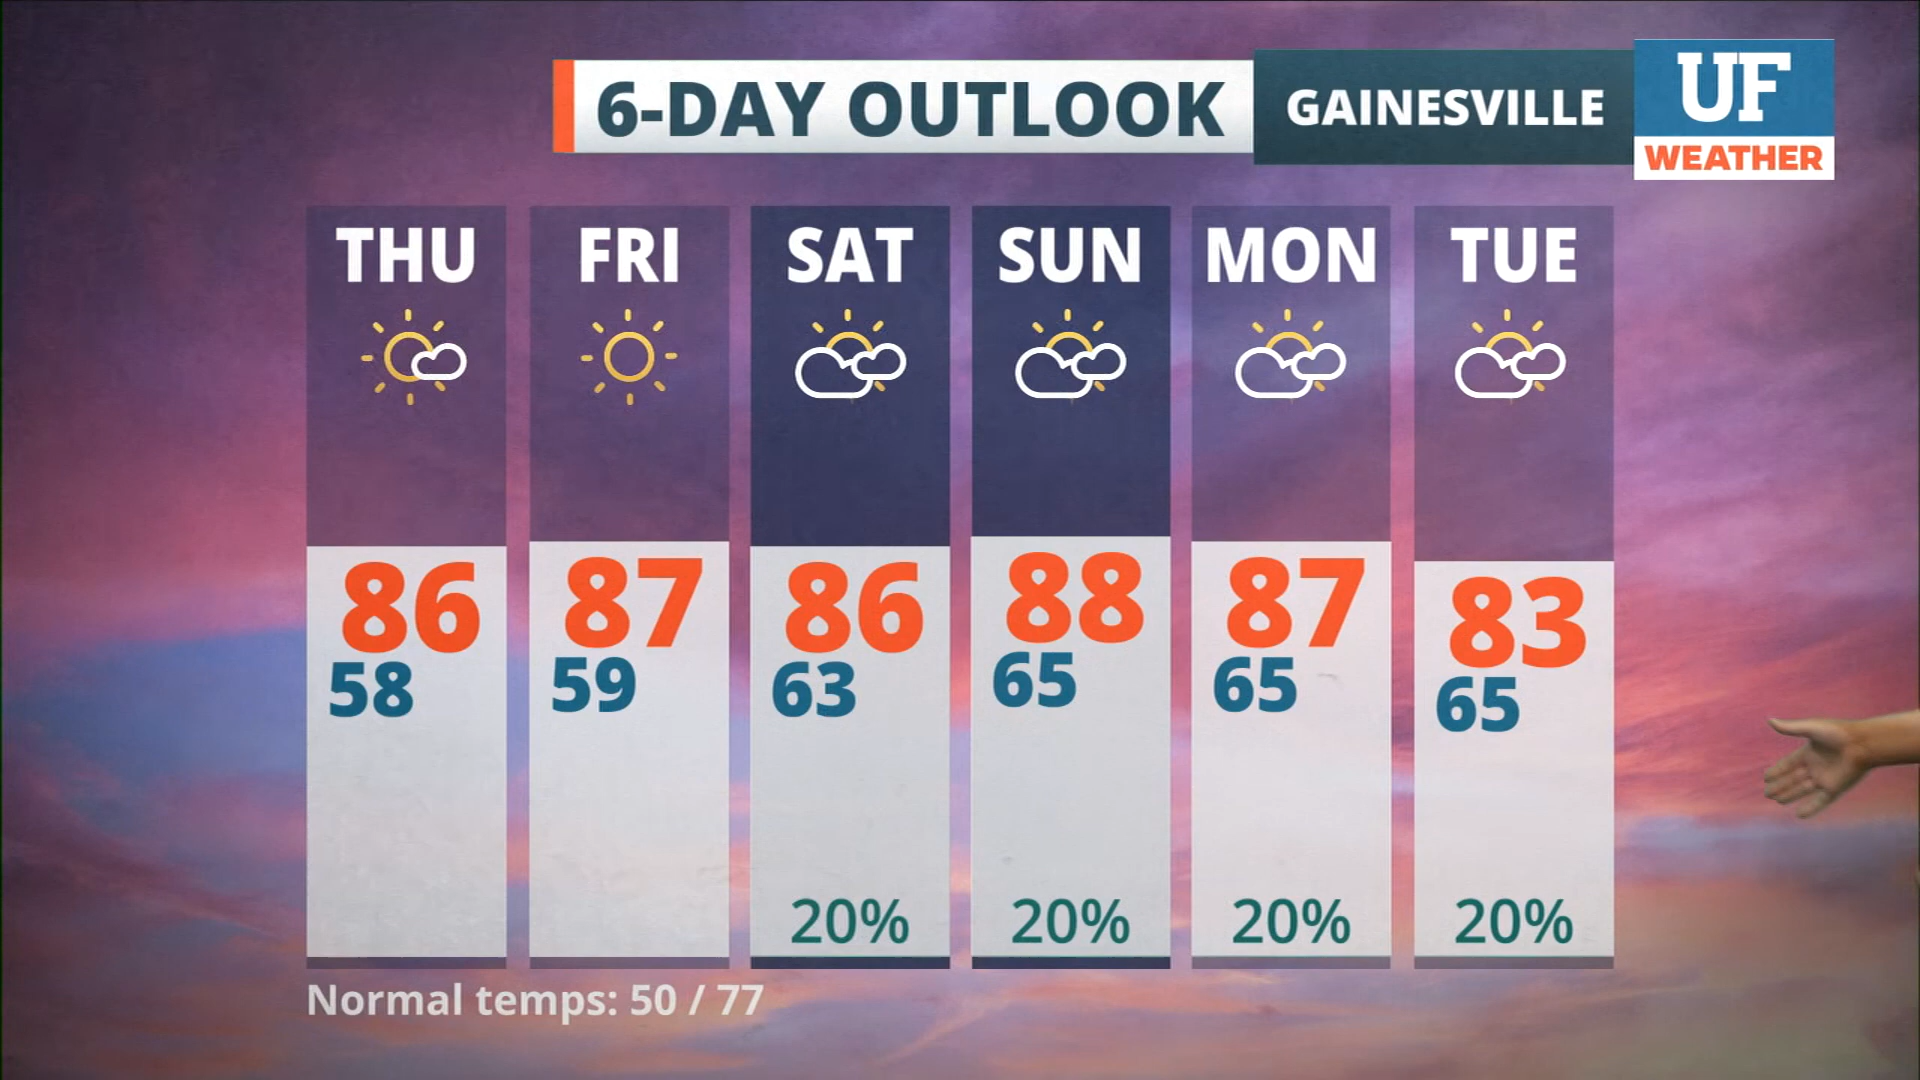 6-DAY OUTLOOK
GAINESVILLE
UF
WEATHER
THU FRI SAT SUN MON TUE
86 87 86 88 87 83
58 59 63 65 65 65
20% 20% 20% 20%
Normal temps: 50 / 77